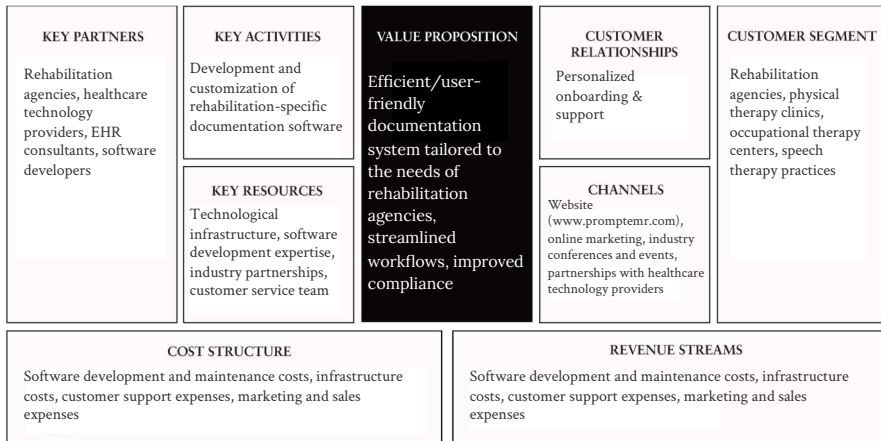 KEY PARTNERS
Rehabilitation
agencies, healthcare
technology
providers, EHR
consultants, software
developers
KEY ACTIVITIES
Development and
customization of
rehabilitation-specific
documentation software
KEY RESOURCES
Technological
infrastructure, software
development expertise,
industry partnerships,
customer service team
VALUE PROPOSITION
Efficient/user-
friendly
documentation
system tailored to
the needs of
rehabilitation
agencies,
streamlined
workflows, improved
compliance
CUSTOMER
RELATIONSHIPS
Personalized
onboarding &
support
CHANNELS
Website
(www.promptemr.com),
online marketing, industry
conferences and events,
partnerships with healthcare
technology providers
CUSTOMER SEGMENT
Rehabilitation
agencies, physical
therapy clinics,
occupational therapy
centers, speech
therapy practices
COST STRUCTURE
Software development and maintenance costs, infrastructure
costs, customer support expenses, marketing and sales
expenses
REVENUE STREAMS
Software development and maintenance costs, infrastructure
costs, customer support expenses, marketing and sales
expenses